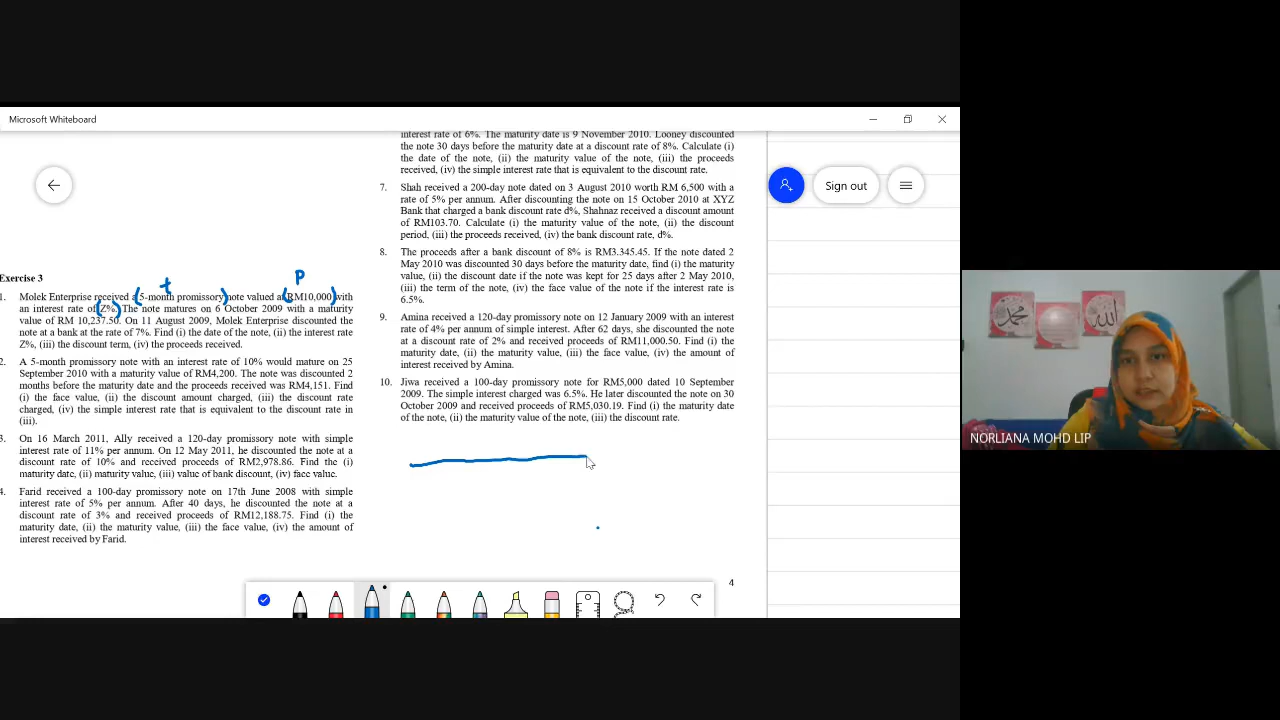 Microsoft Whiteboard
Sign out
Exercise 3
t
P
1. Molek Enterprise received a 5-month promissory note valued at RM10,000 with
an interest rate of Z%. The note matures on 6 October 2009 with a maturity
value of RM 10,237.50. On 11 August 2009, Molek Enterprise discounted the
note at a bank at the rate of 7%. Find (i) the date of the note, (ii) the interest rate
Z%, (iii) the discount term, (iv) the proceeds received.
2. A 5-month promissory note with an interest rate of 10% would mature on 25
September 2010 with a maturity value of RM4,200. The note was discounted 2
months before the maturity date and the proceeds received was RM4,151. Find
(i) the face value, (ii) the discount amount charged, (iii) the discount rate
charged, (iv) the simple interest rate that is equivalent to the discount rate in
(iii).
3. On 16 March 2011, Ally received a 120-day promissory note with simple
interest rate of 11% per annum. On 12 May 2011, he discounted the note at a
discount rate of 10% and received proceeds of RM2,978.86. Find the (i)
maturity date, (ii) maturity value, (iii) value of bank discount, (iv) face value.
4. Farid received a 100-day promissory note on 17th June 2008 with simple
interest rate of 5% per annum. After 40 days, he discounted the note at a
discount rate of 3% and received proceeds of RM12,188.75. Find (i) the
maturity date, (ii) the maturity value, (iii) the face value, (iv) the amount of
interest received by Farid.
interest rate of 6%. The maturity date is 9 November 2010. Looney discounted
the note 30 days before the maturity date at a discount rate of 8%. Calculate (i)
the date of the note, (ii) the maturity value of the note, (iii) the proceeds
received, (iv) the simple interest rate that is equivalent to the discount rate.
7. Shah received a 200-day note dated on 3 August 2010 worth RM 6,500 with a
rate of 5% per annum. After discounting the note on 15 October 2010 at XYZ
Bank that charged a bank discount rate d%, Shahnaz received a discount amount
of RM103.70. Calculate (i) the maturity value of the note, (ii) the discount
period, (iii) the proceeds received, (iv) the bank discount rate, d%.
8. The proceeds after a bank discount of 8% is RM3.345.45. If the note dated 2
May 2010 was discounted 30 days before the maturity date, find (i) the maturity
value, (ii) the discount date if the note was kept for 25 days after 2 May 2010,
(iii) the term of the note, (iv) the face value of the note if the interest rate is
6.5%.
9. Amina received a 120-day promissory note on 12 January 2009 with an interest
rate of 4% per annum of simple interest. After 62 days, she discounted the note
at a discount rate of 2% and received proceeds of RM11,000.50. Find (i) the
maturity date, (ii) the maturity value, (iii) the face value, (iv) the amount of
interest received by Amina.
10. Jiwa received a 100-day promissory note for RM5,000 dated 10 September
2009. The simple interest charged was 6.5%. He later discounted the note on 30
October 2009 and received proceeds of RM5,030.19. Find (i) the maturity date
of the note, (ii) the maturity value of the note, (iii) the discount rate.
4
NORLIANA MOHD LIP